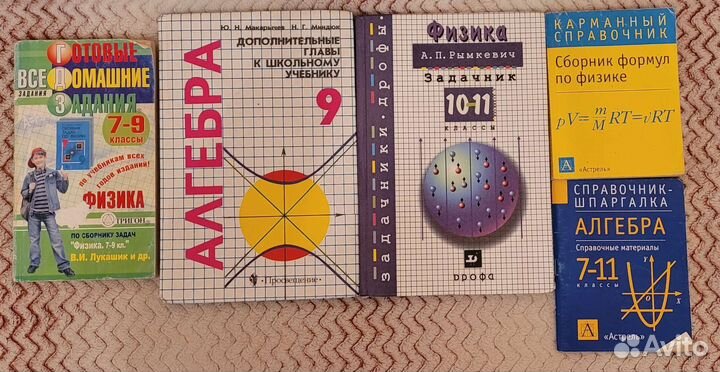 ГОТОВЫЕ
ВСЕ ДОМАШНИЕ
ЗАДАНИЯ
ЗАДАНИЯ
7-9
КЛАССЫ
по учебникам всех
годов издания!
ФИЗИКА
ТРИГОН
ПО СБОРНИКУ ЗАДАЧ
"Физика. 7-9 кл."
В.И. Лукашик и др.
Ю. Н. Макарычев Н. Г. Миндюк
ДОПОЛНИТЕЛЬНЫЕ
ГЛАВЫ
К ШКОЛЬНОМУ
УЧЕБНИКУ
9
АЛГЕБРА
Просвещение
задачники дрофы
Физика
А. П. Рымкевич
Задачник
10-11
классы
дрофа
КАРМАННЫЙ
СПРАВОЧНИК
Сборник формул
по физике
pV = m/M RT = νRT
А
«Астрель»
СПРАВОЧНИК-
ШПАРГАЛКА
АЛГЕБРА
Справочные материалы
7-11
классы
Y
X
А
«Астрель»
Avito